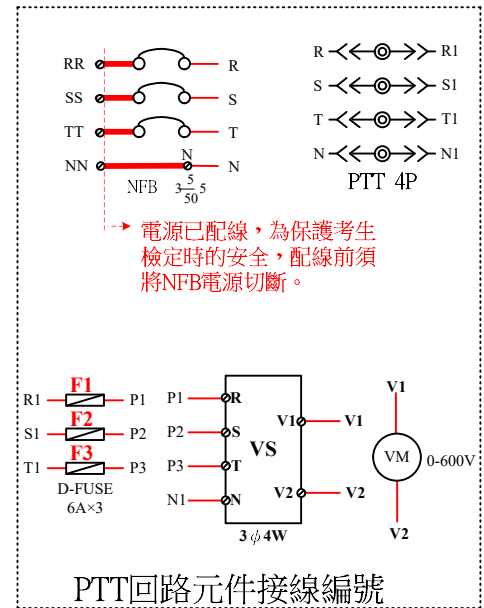 RR R
SS S
TT T
NN N N
NFB 3 5/50 5
R R1
S S1
T T1
N N1
PTT 4P
電源已配線，為保護考生
檢定時的安全，配線前須
將NFB電源切斷。
R1 F1 P1
S1 F2 P2
T1 F3 P3
D-FUSE
6A×3
P1 R
P2 S
P3 T
N1 N
VS
V1 V1
V2 V2
3φ4W
V1
VM 0-600V
V2
PTT回路元件接線編號